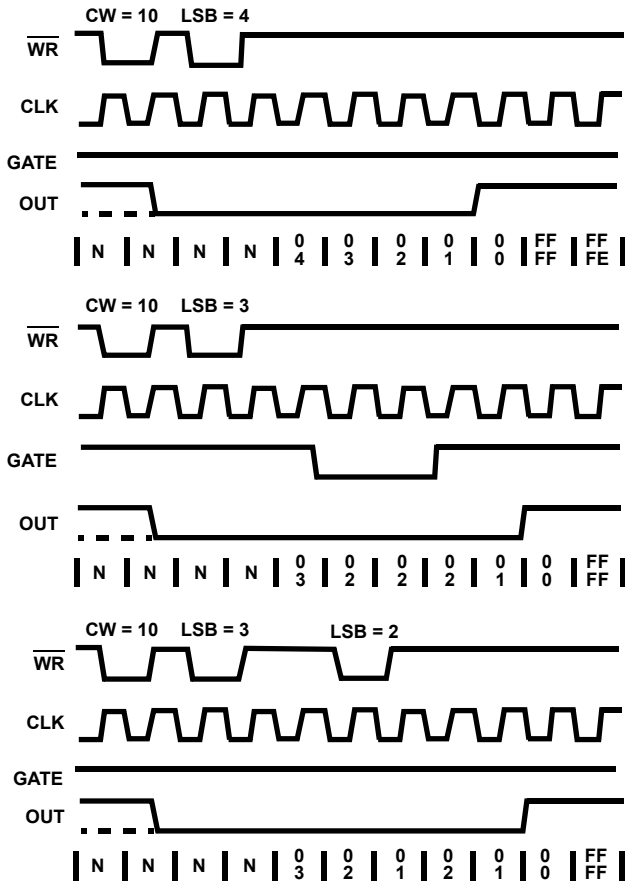 CW = 10 LSB = 4
WR
CLK
GATE
OUT
N N N N 0 0 0 0 0 FF FF
4 3 2 1 0 FF FE
CW = 10 LSB = 3
WR
CLK
GATE
OUT
N N N N 0 0 0 0 0 0 FF
3 2 2 2 1 0 FF
CW = 10 LSB = 3 LSB = 2
WR
CLK
GATE
OUT
N N N N 0 0 0 0 0 0 FF
3 2 1 2 1 0 FF